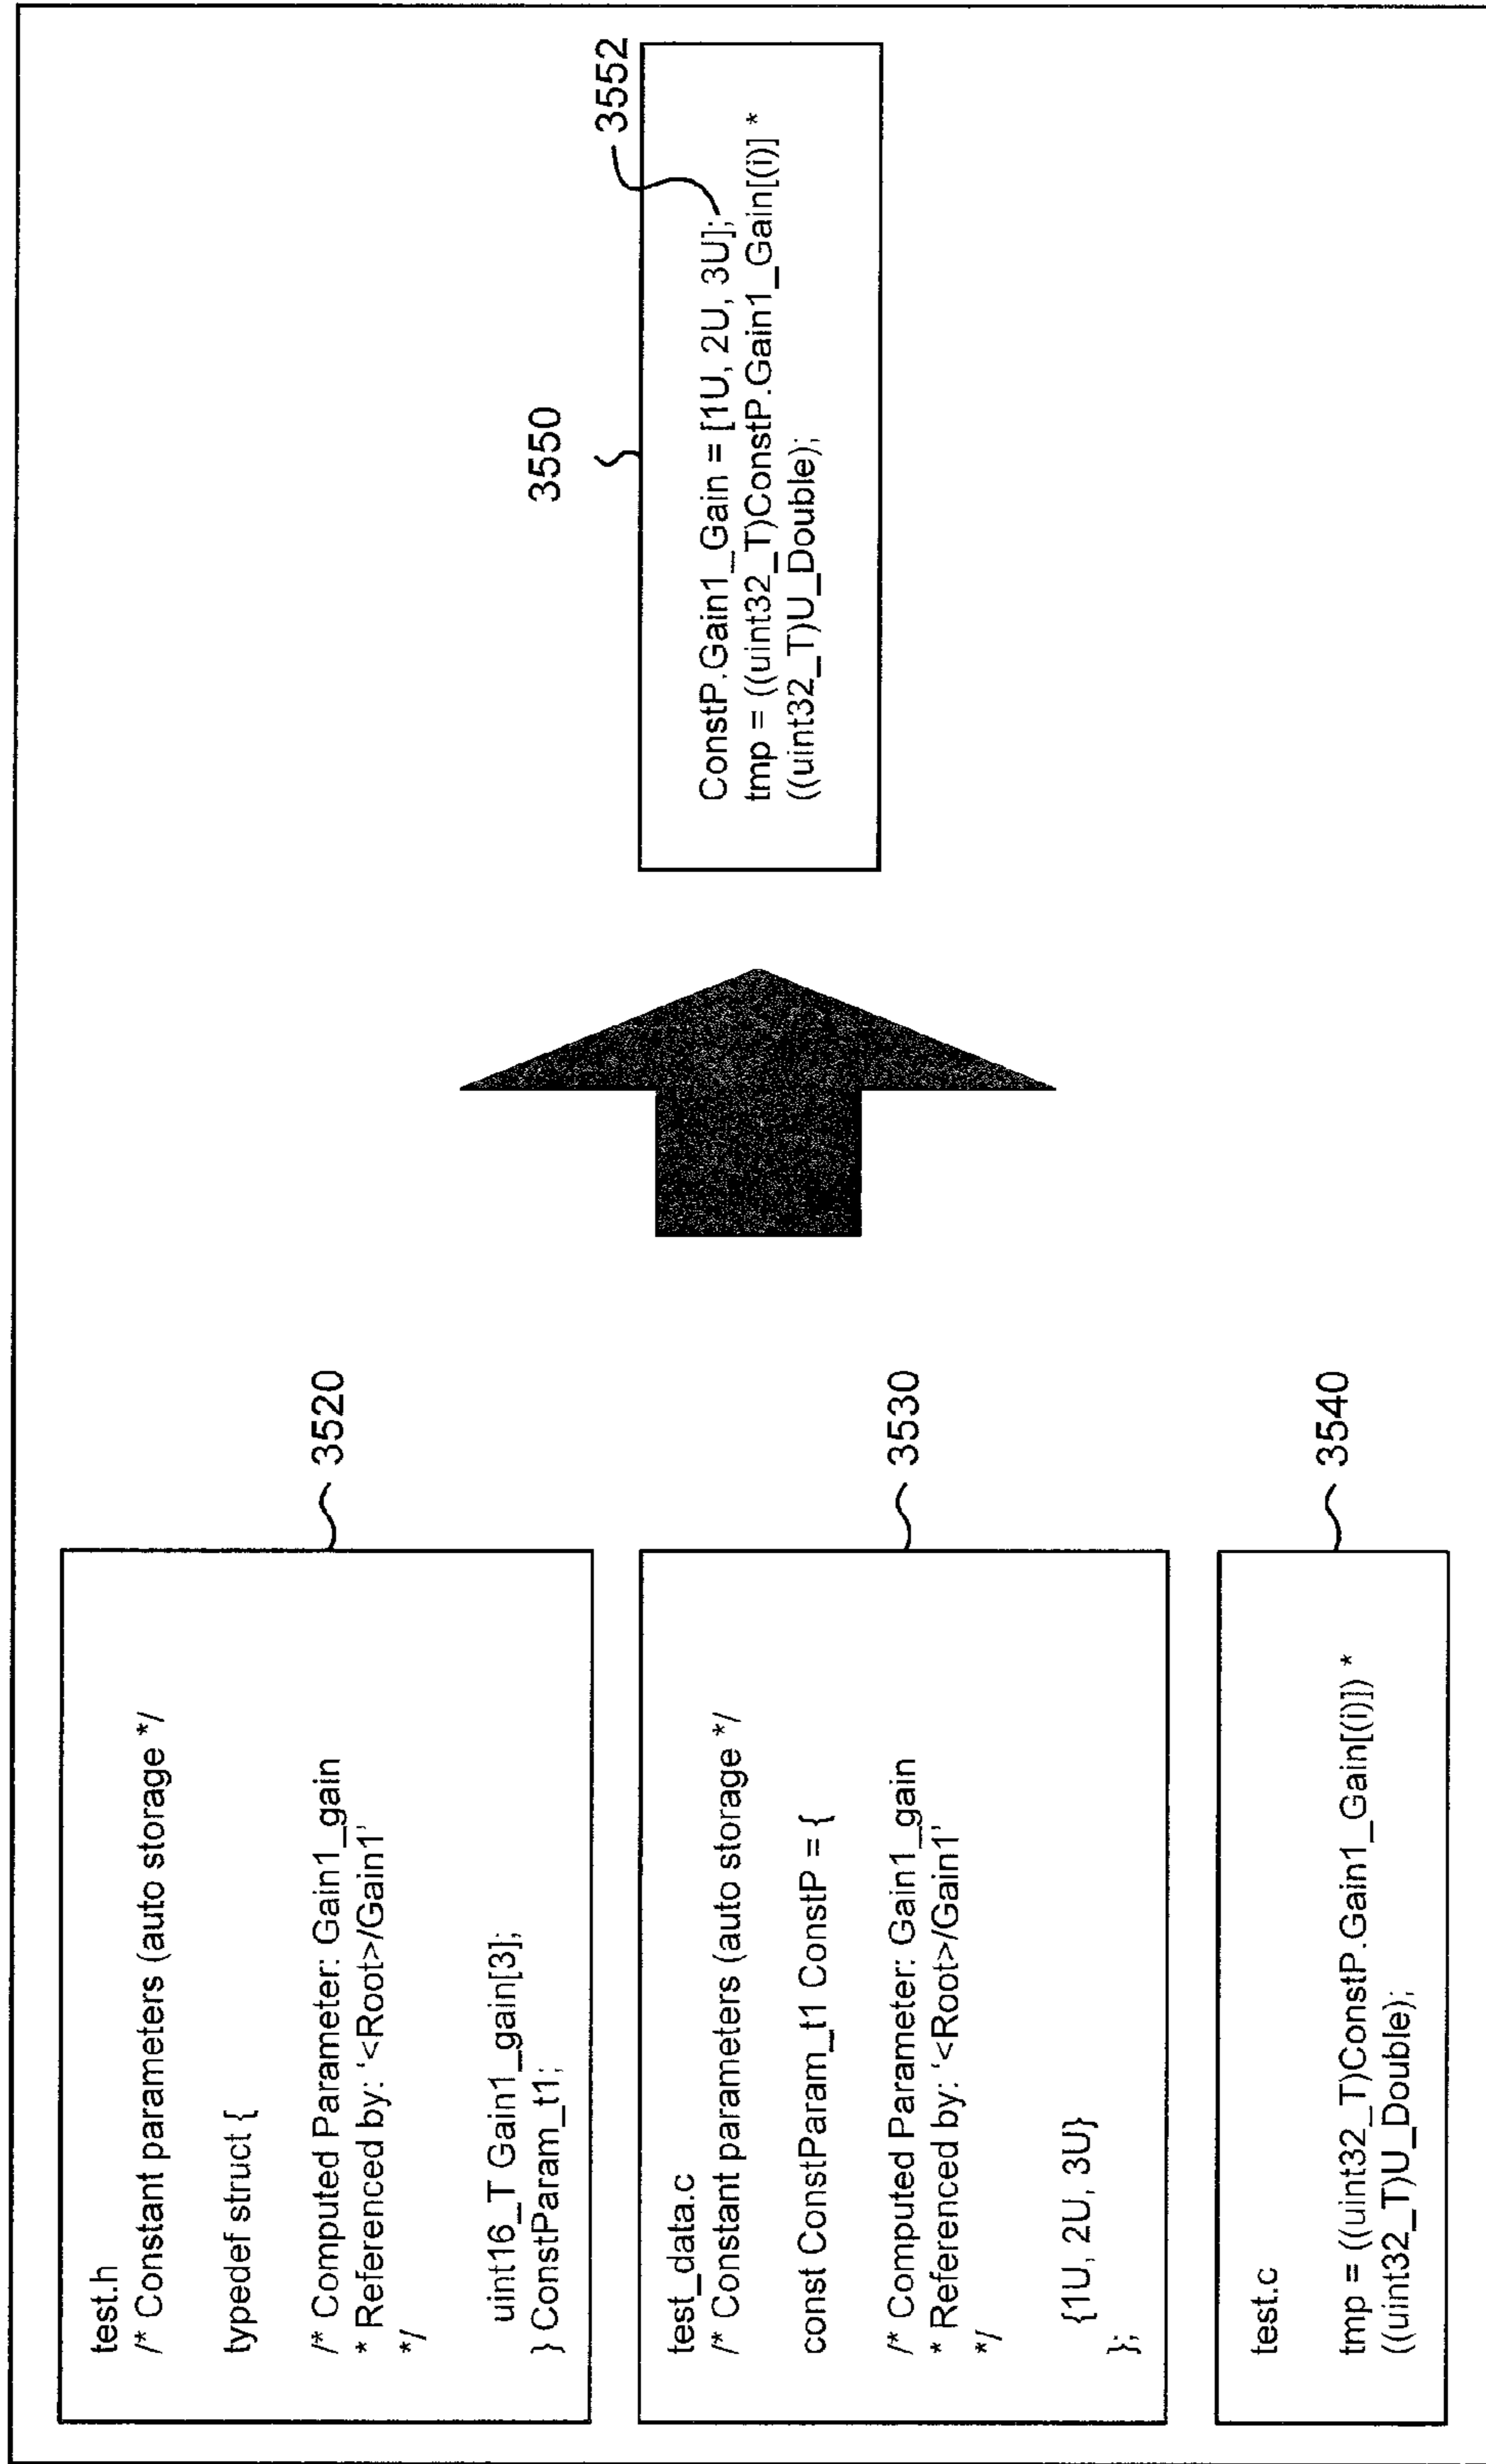 test.h
/* Constant parameters (auto storage */
typedef struct {
/* Computed Parameter: Gain1_gain
* Referenced by: '<Root>/Gain1'
*/
uint16_T Gain1_gain[3];
} ConstParam_t1;
3520
test_data.c
/* Constant parameters (auto storage */
const ConstParam_t1 ConstP = {
/* Computed Parameter: Gain1_gain
* Referenced by: '<Root>/Gain1'
*/
{1U, 2U, 3U}
};
3530
test.c
tmp = ((uint32_T)ConstP.Gain1_Gain[(i)]) *
((uint32_T)U_Double);
3540
3550
3552
ConstP.Gain1_Gain = [1U, 2U, 3U];
tmp = ((uint32_T)ConstP.Gain1_Gain[(i)] *
((uint32_T)U_Double);